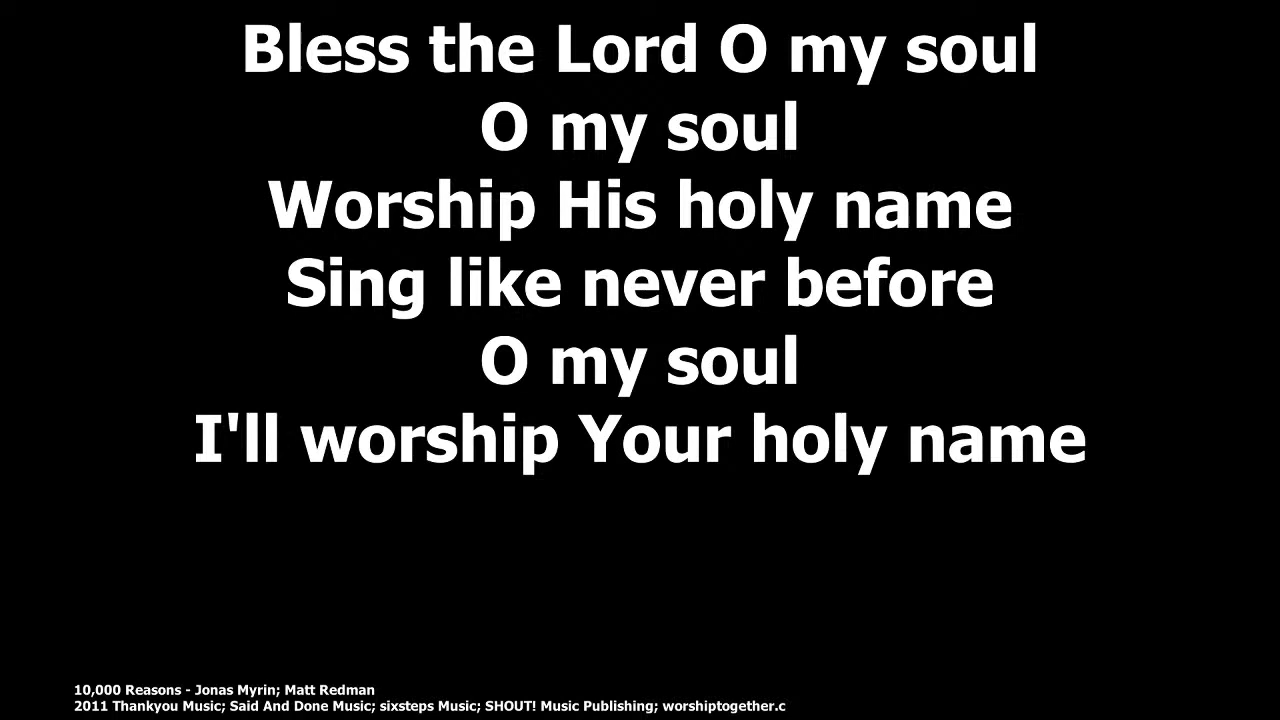 Bless the Lord O my soul
O my soul
Worship His holy name
Sing like never before
O my soul
I'll worship Your holy name
10,000 Reasons - Jonas Myrin; Matt Redman
2011 Thankyou Music; Said And Done Music; sixsteps Music; SHOUT! Music Publishing; worshiptogether.c